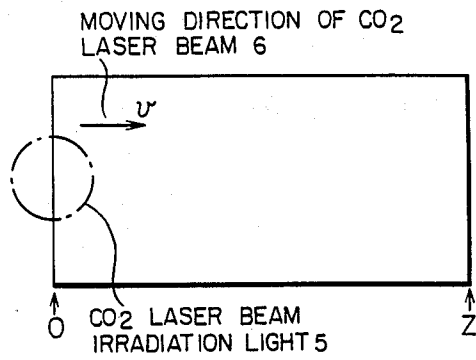 MOVING DIRECTION OF CO2
LASER BEAM 6
v
O
Z
CO2 LASER BEAM
IRRADIATION LIGHT 5